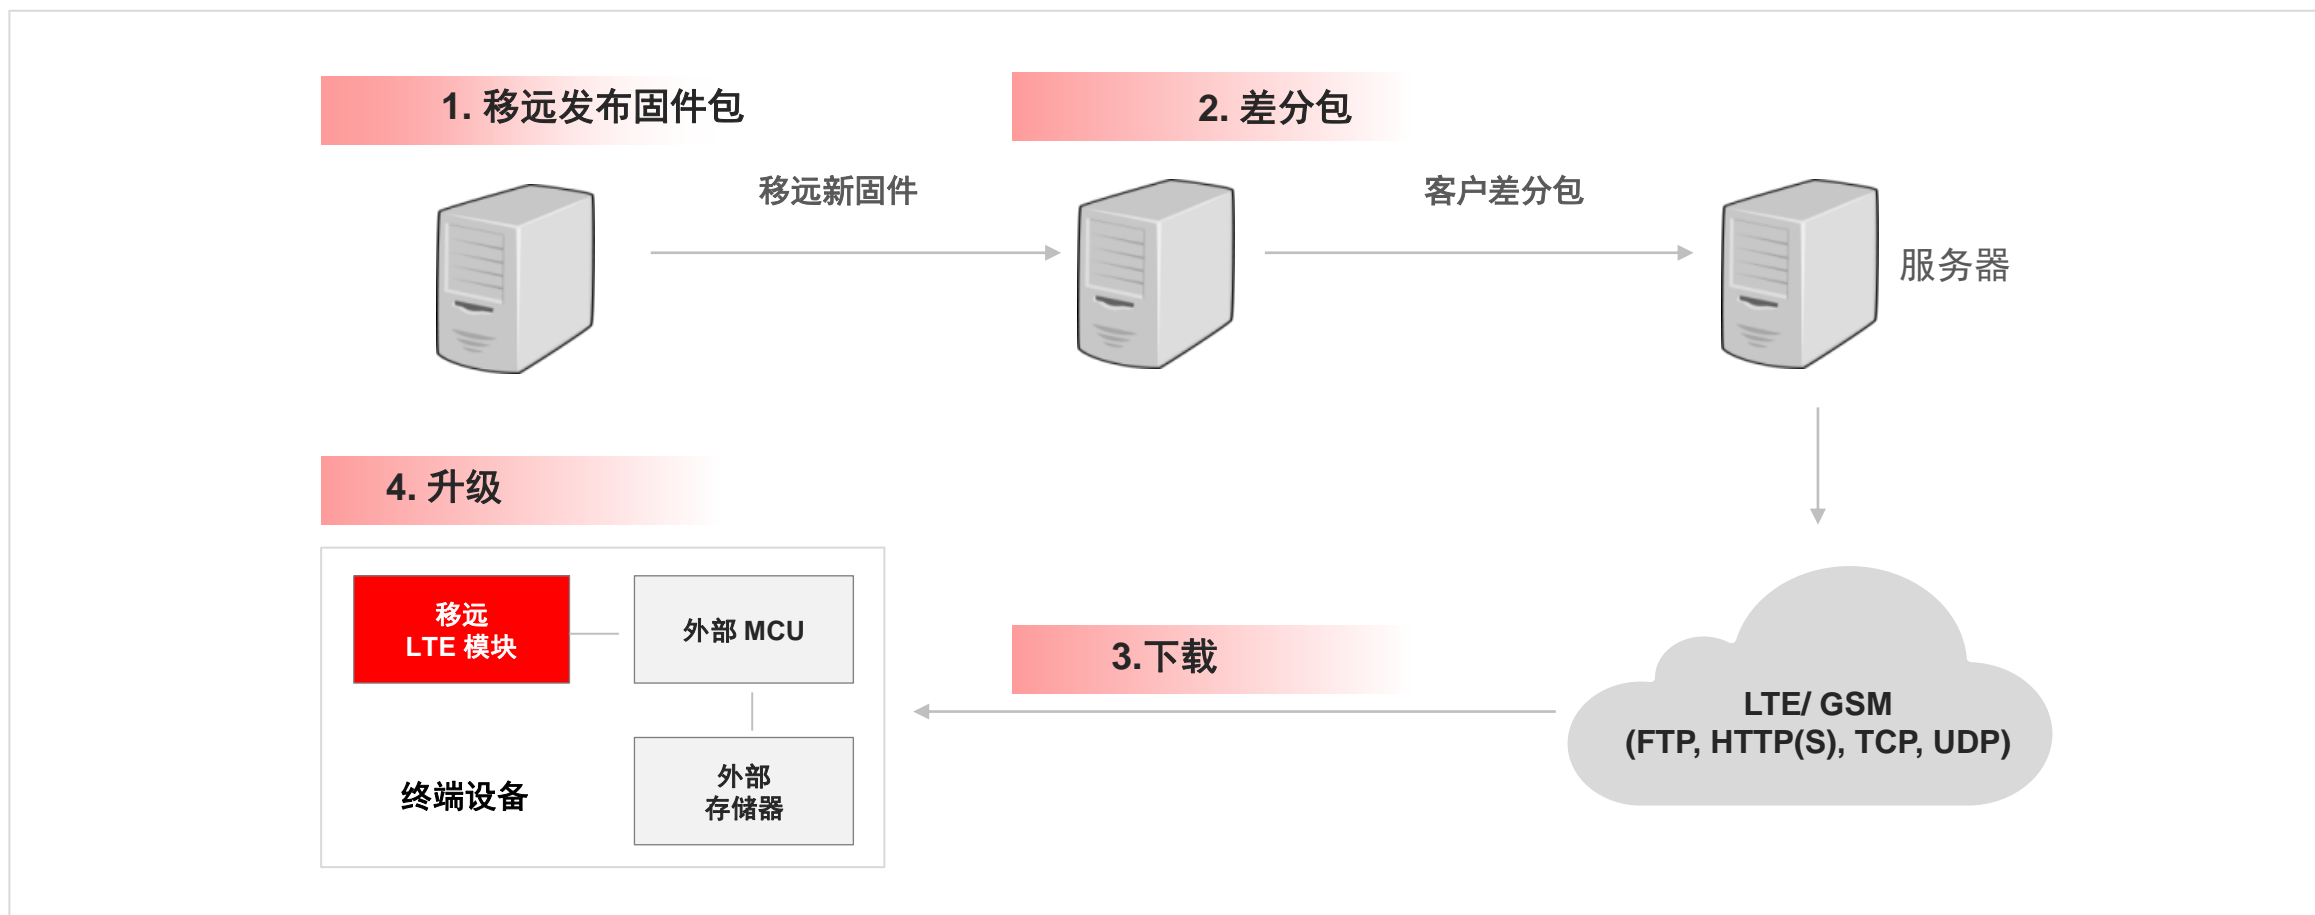 1. 移远发布固件包
2. 差分包
移远新固件
客户差分包
服务器
4. 升级
移远
LTE 模块
外部 MCU
外部
存储器
终端设备
3.下载
LTE/ GSM
(FTP, HTTP(S), TCP, UDP)